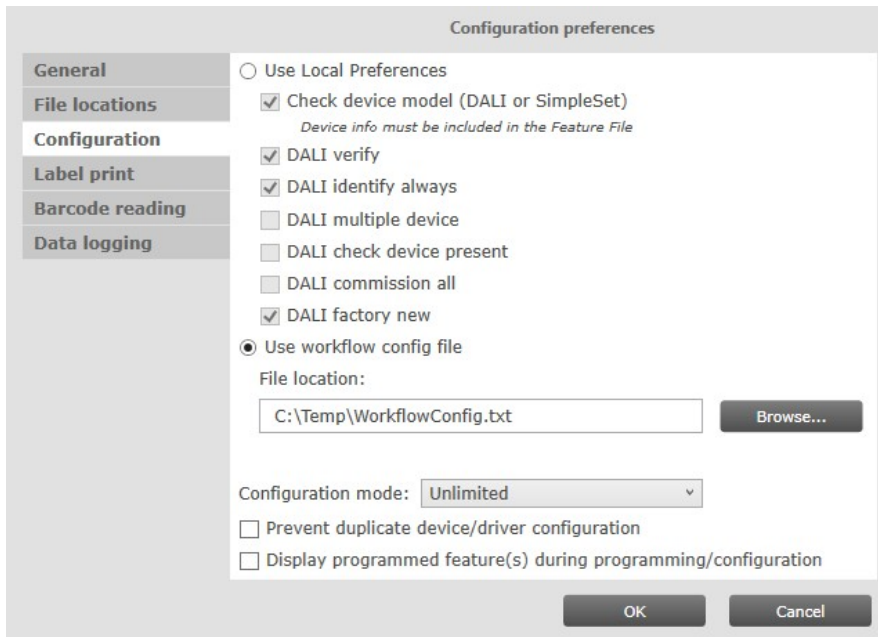 Configuration preferences
General
File locations
Configuration
Label print
Barcode reading
Data logging
Use Local Preferences
Check device model (DALI or SimpleSet)
Device info must be included in the Feature File
DALI verify
DALI identify always
DALI multiple device
DALI check device present
DALI commission all
DALI factory new
Use workflow config file
File location:
C:\Temp\WorkflowConfig.txt
Browse...
Configuration mode: Unlimited
Prevent duplicate device/driver configuration
Display programmed feature(s) during programming/configuration
OK Cancel